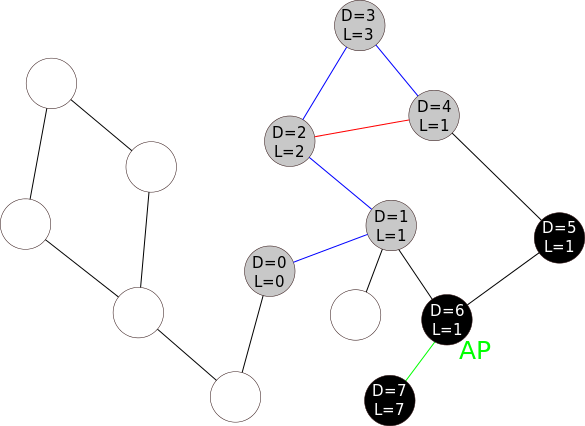 D=3
L=3
D=4
L=1
D=2
L=2
D=1
L=1
D=5
L=1
D=0
L=0
D=6
L=1
AP
D=7
L=7